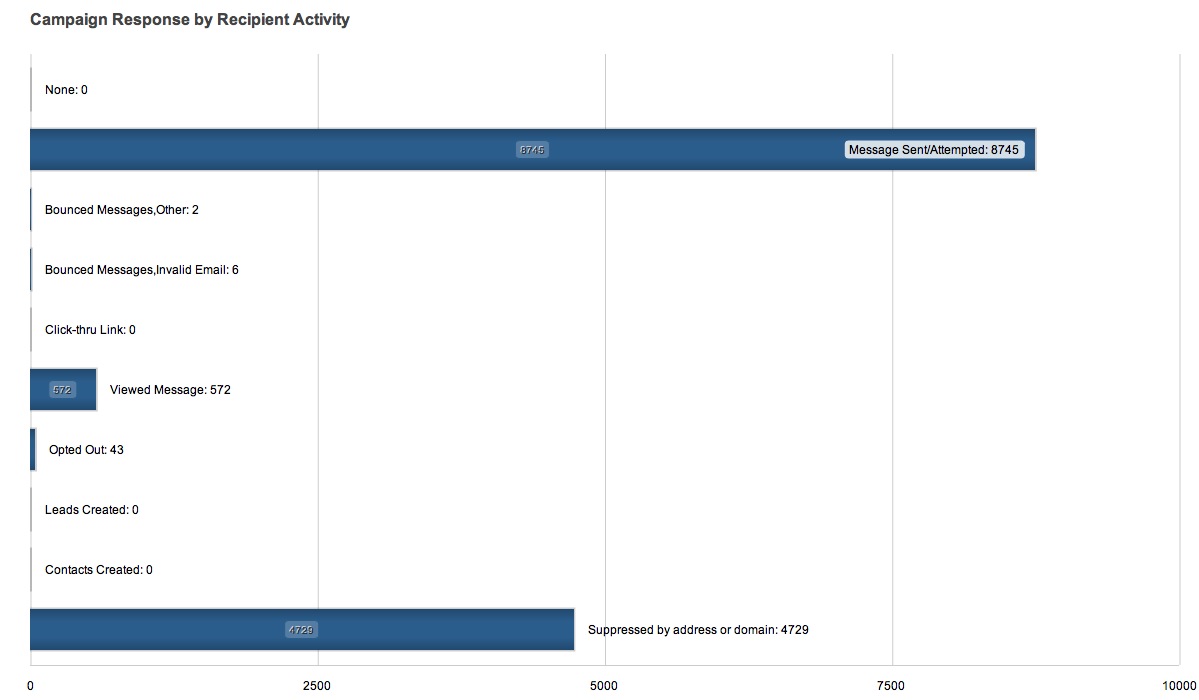 Campaign Response by Recipient Activity
None: 0
8745 Message Sent/Attempted: 8745
Bounced Messages,Other: 2
Bounced Messages,Invalid Email: 6
Click-thru Link: 0
572 Viewed Message: 572
Opted Out: 43
Leads Created: 0
Contacts Created: 0
4729 Suppressed by address or domain: 4729
0 2500 5000 7500 10000